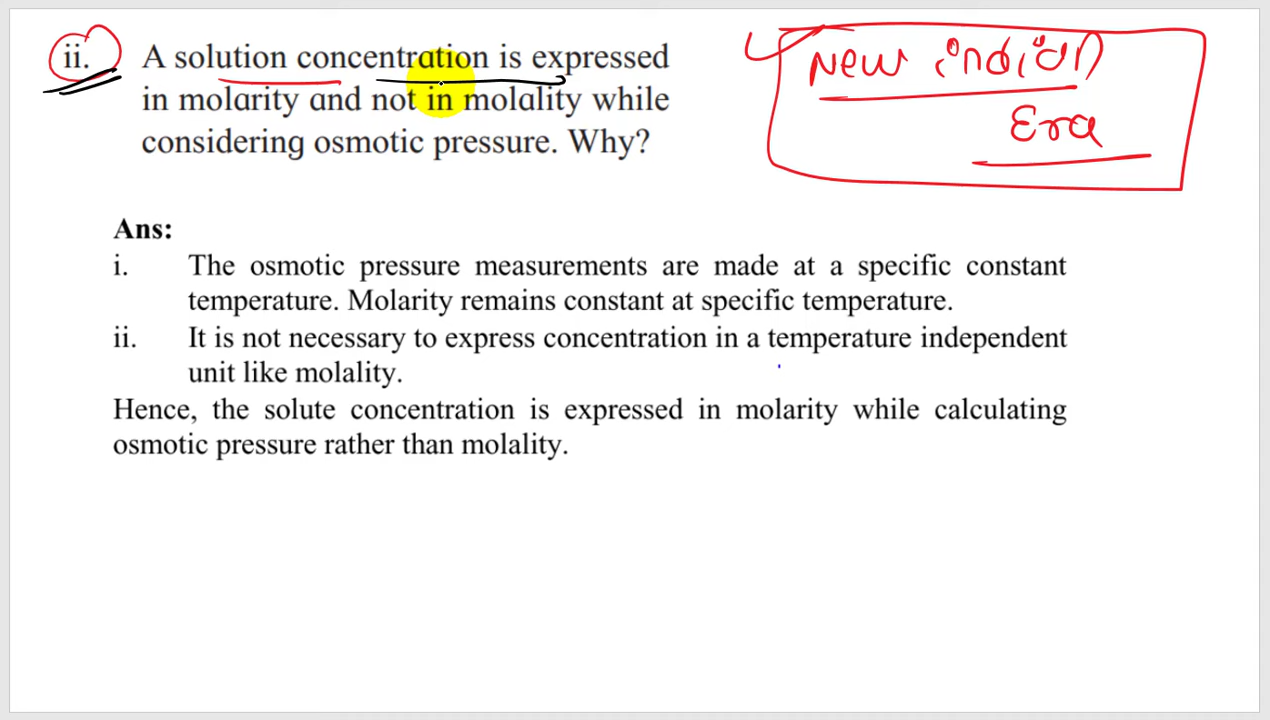 ii. A solution concentration is expressed
in molarity and not in molality while
considering osmotic pressure. Why?
New indian
Era
Ans:
i. The osmotic pressure measurements are made at a specific constant
temperature. Molarity remains constant at specific temperature.
ii. It is not necessary to express concentration in a temperature independent
unit like molality.
Hence, the solute concentration is expressed in molarity while calculating
osmotic pressure rather than molality.